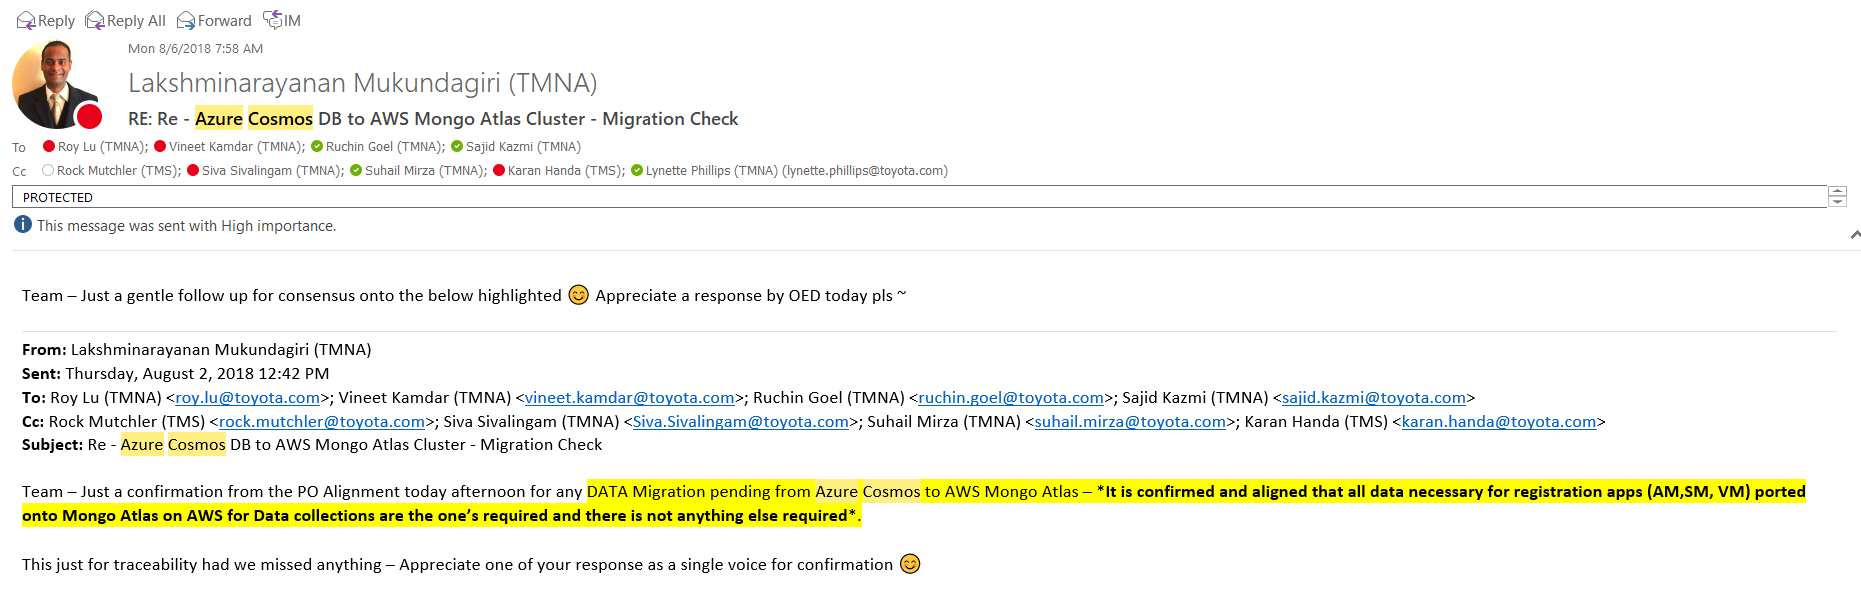 Reply Reply All Forward IM
Mon 8/6/2018 7:58 AM
Lakshminarayanan Mukundagiri (TMNA)
RE: Re - Azure Cosmos DB to AWS Mongo Atlas Cluster - Migration Check
To Roy Lu (TMNA); Vineet Kamdar (TMNA); Ruchin Goel (TMNA); Sajid Kazmi (TMNA)
Cc Rock Mutchler (TMS); Siva Sivalingam (TMNA); Suhail Mirza (TMNA); Karan Handa (TMS); Lynette Phillips (TMNA) (lynette.phillips@toyota.com)
PROTECTED
This message was sent with High importance.
Team – Just a gentle follow up for consensus onto the below highlighted 😊 Appreciate a response by OED today pls ~
From: Lakshminarayanan Mukundagiri (TMNA)
Sent: Thursday, August 2, 2018 12:42 PM
To: Roy Lu (TMNA) <roy.lu@toyota.com>; Vineet Kamdar (TMNA) <vineet.kamdar@toyota.com>; Ruchin Goel (TMNA) <ruchin.goel@toyota.com>; Sajid Kazmi (TMNA) <sajid.kazmi@toyota.com>
Cc: Rock Mutchler (TMS) <rock.mutchler@toyota.com>; Siva Sivalingam (TMNA) <Siva.Sivalingam@toyota.com>; Suhail Mirza (TMNA) <suhail.mirza@toyota.com>; Karan Handa (TMS) <karan.handa@toyota.com>
Subject: Re - Azure Cosmos DB to AWS Mongo Atlas Cluster - Migration Check
Team – Just a confirmation from the PO Alignment today afternoon for any DATA Migration pending from Azure Cosmos to AWS Mongo Atlas – *It is confirmed and aligned that all data necessary for registration apps (AM,SM, VM) ported
onto Mongo Atlas on AWS for Data collections are the one’s required and there is not anything else required*.
This just for traceability had we missed anything – Appreciate one of your response as a single voice for confirmation 😊